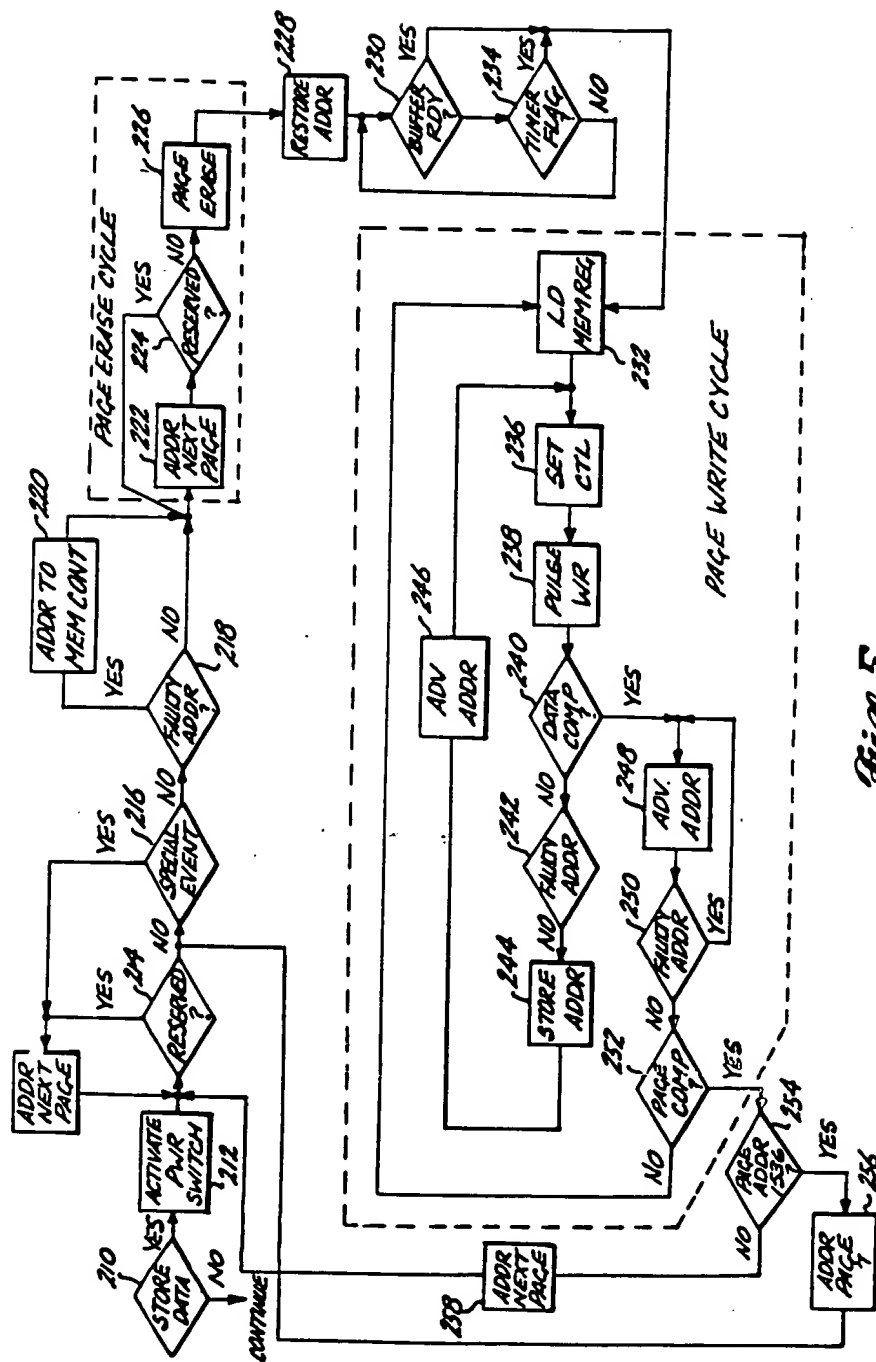 210
STORE
DATA
YES
NO
CONTINUE
ACTIVATE
PWR
SWITCH
212
ADDR NEXT
PAGE
RESERVED
?
214
YES
NO
SPECIAL
EVENT
216
YES
NO
FAULTY
ADDR
?
218
YES
NO
ADDR TO
MEM CONT
220
PAGE ERASE CYCLE
222
ADDR
NEXT
PAGE
224
RESERVED
?
YES
NO
PAGE
ERASE
226
RESTORE
ADDR
228
BUFFER
RDY
?
230
YES
TIMER
FLAG
?
234
YES
NO
LD
MEM REG
232
236
SET
CTL
238
PULSE
WR
240
DATA
COMP
?
YES
NO
242
FAULTY
ADDR
NO
244
STORE
ADDR
246
ADV
ADDR
248
ADV.
ADDR
250
FAULTY
ADDR
YES
NO
252
PAGE
COMP
?
YES
NO
PAGE WRITE CYCLE
254
PAGE
ADDR
1536
?
YES
NO
256
ADDR
PAGE
7
258
ADDR
NEXT
PAGE